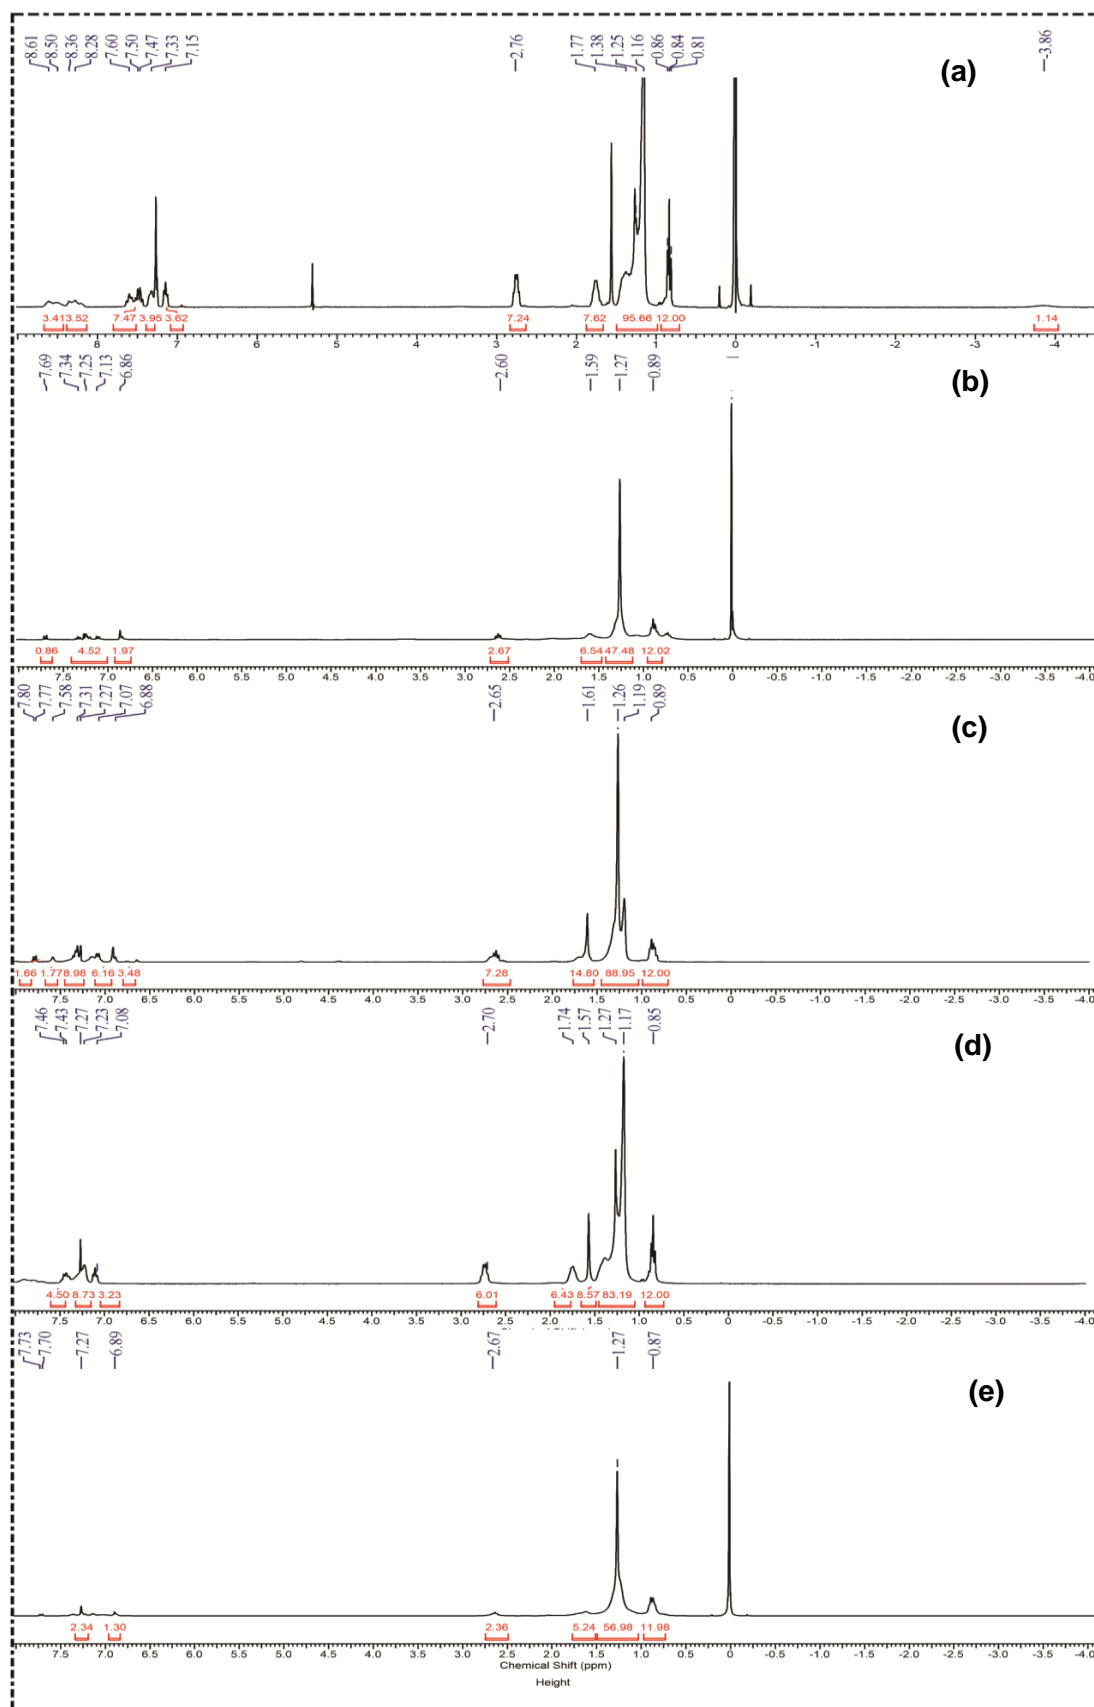 8.61 8.50 8.36 8.28 7.60 7.50 7.47 7.33 7.15 2.76 1.77 1.38 1.25 1.16 0.86 0.84 0.81 -3.86
(a)
3.41 3.52 7.47 3.95 3.62 7.24 7.62 95.66 12.00 1.14
8 7 6 5 4 3 2 1 0 -1 -2 -3 -4
7.69 7.34 7.25 7.13 6.86 2.60 1.59 1.27 0.89
(b)
0.86 4.52 1.97 2.67 6.54 47.48 12.02
7.5 7.0 6.5 6.0 5.5 5.0 4.5 4.0 3.5 3.0 2.5 2.0 1.5 1.0 0.5 0 -0.5 -1.0 -1.5 -2.0 -2.5 -3.0 -3.5 -4.0
7.80 7.77 7.58 7.31 7.27 7.07 6.88 2.65 1.61 1.26 1.19 0.89
(c)
1.66 1.77 8.98 6.16 3.48 7.28 14.80 88.95 12.00
7.5 7.0 6.5 6.0 5.5 5.0 4.5 4.0 3.5 3.0 2.5 2.0 1.5 1.0 0.5 0 -0.5 -1.0 -1.5 -2.0 -2.5 -3.0 -3.5 -4.0
7.46 7.43 7.27 7.23 7.08 2.70 1.74 1.57 1.27 1.17 0.85
(d)
4.50 8.73 3.23 6.01 6.43 8.57 83.19 12.00
7.5 7.0 6.5 6.0 5.5 5.0 4.5 4.0 3.5 3.0 2.5 2.0 1.5 1.0 0.5 0 -0.5 -1.0 -1.5 -2.0 -2.5 -3.0 -3.5 -4.0
7.73 7.70 7.27 6.89 2.67 1.27 0.87
(e)
2.34 1.30 2.36 5.24 56.98 11.98
7.5 7.0 6.5 6.0 5.5 5.0 4.5 4.0 3.5 3.0 2.5 2.0 1.5 1.0 0.5 0 -0.5 -1.0 -1.5 -2.0 -2.5 -3.0 -3.5 -4.0
Chemical Shift (ppm)
Height